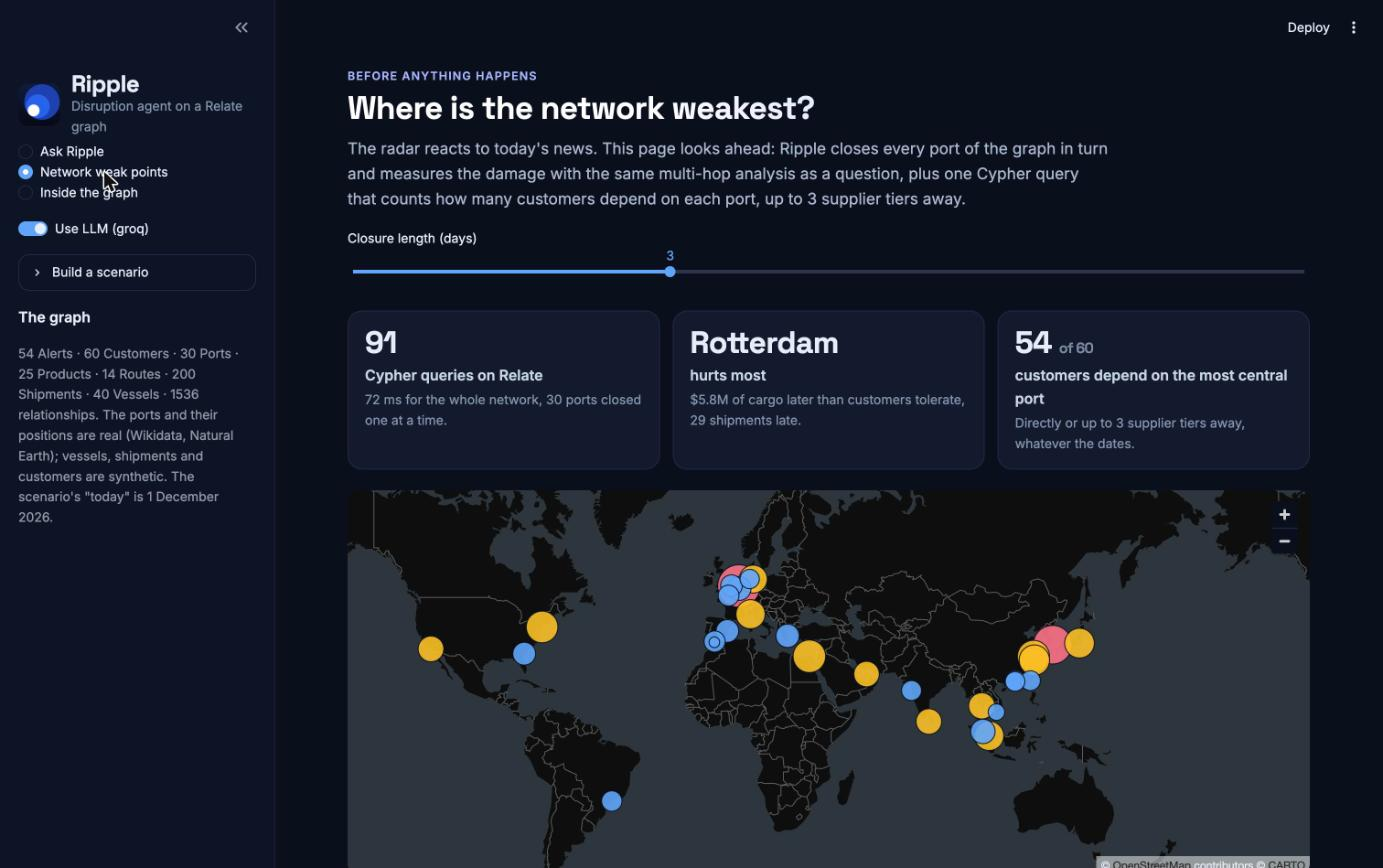 Deploy
Ripple
Disruption agent on a Relate
graph
Ask Ripple
Network weak points
Inside the graph
Use LLM (groq)
Build a scenario
The graph
54 Alerts · 60 Customers · 30 Ports ·
25 Products · 14 Routes · 200
Shipments · 40 Vessels · 1536
relationships. The ports and their
positions are real (Wikidata, Natural
Earth); vessels, shipments and
customers are synthetic. The
scenario's "today" is 1 December
2026.
BEFORE ANYTHING HAPPENS
Where is the network weakest?
The radar reacts to today's news. This page looks ahead: Ripple closes every port of the graph in turn
and measures the damage with the same multi-hop analysis as a question, plus one Cypher query
that counts how many customers depend on each port, up to 3 supplier tiers away.
Closure length (days)
3
91
Cypher queries on Relate
72 ms for the whole network, 30 ports closed
one at a time.
Rotterdam
hurts most
$5.8M of cargo later than customers tolerate,
29 shipments late.
54 of 60
customers depend on the most central
port
Directly or up to 3 supplier tiers away,
whatever the dates.
+
−
© OpenStreetMap contributors © CARTO